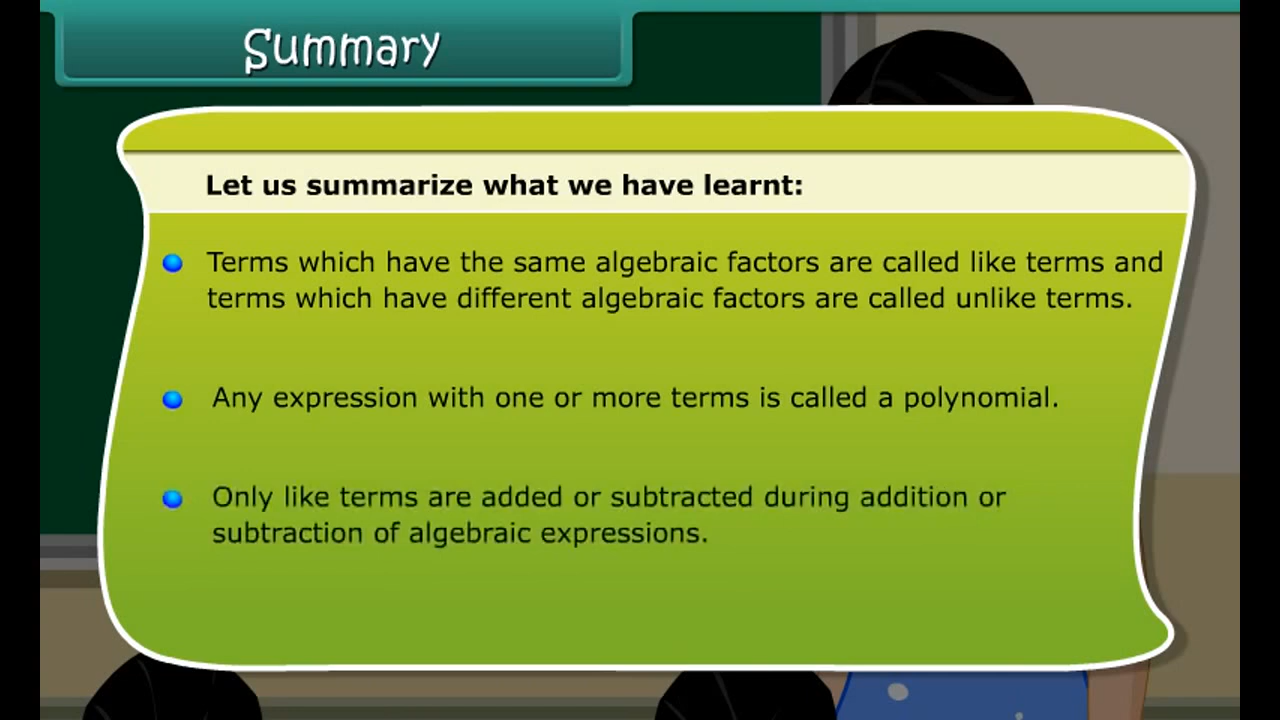 Summary
Let us summarize what we have learnt:
Terms which have the same algebraic factors are called like terms and
terms which have different algebraic factors are called unlike terms.
Any expression with one or more terms is called a polynomial.
Only like terms are added or subtracted during addition or
subtraction of algebraic expressions.